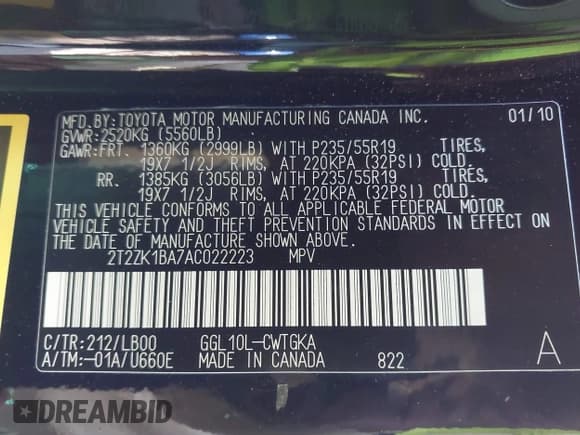 MFD.BY:TOYOTA MOTOR MANUFACTURING CANADA INC. 01/10
GVWR:2520KG (5560LB)
GAWR:FRT. 1360KG (2999LB) WITH P235/55R19 TIRES,
19X7 1/2J RIMS, AT 220KPA (32PSI) COLD.
RR. 1385KG (3056LB) WITH P235/55R19 TIRES,
19X7 1/2J RIMS, AT 220KPA (32PSI) COLD.
THIS VEHICLE CONFORMS TO ALL APPLICABLE FEDERAL MOTOR
VEHICLE SAFETY AND THEFT PREVENTION STANDARDS IN EFFECT ON
THE DATE OF MANUFACTURE SHOWN ABOVE.
2T2ZK1BA7AC022223 MPV
C/TR:212/LB00 GGL10L-CWTGKA
A/TM:-01A/U660E MADE IN CANADA 822 A
DREAMBID